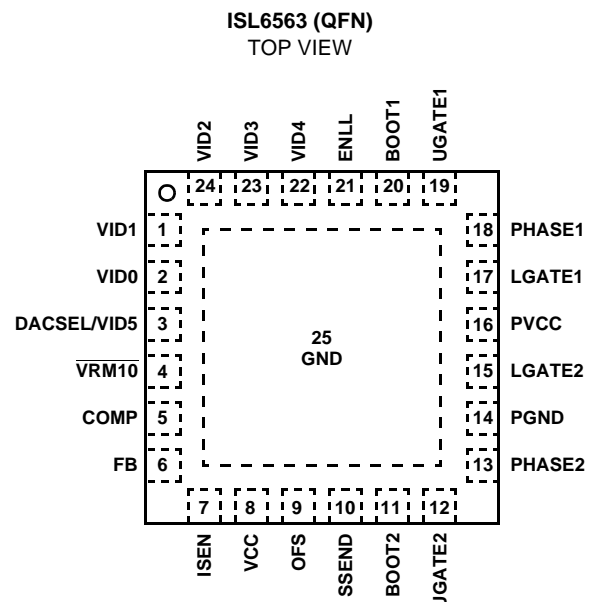 ISL6563 (QFN)
TOP VIEW
VID2
VID3
VID4
ENLL
BOOT1
UGATE1
24
23
22
21
20
19
VID1
1
18
PHASE1
VID0
2
17
LGATE1
DACSEL/VID5
3
16
PVCC
VRM10
4
15
LGATE2
COMP
5
14
PGND
FB
6
13
PHASE2
25
GND
7
8
9
10
11
12
ISEN
VCC
OFS
SSEND
BOOT2
UGATE2